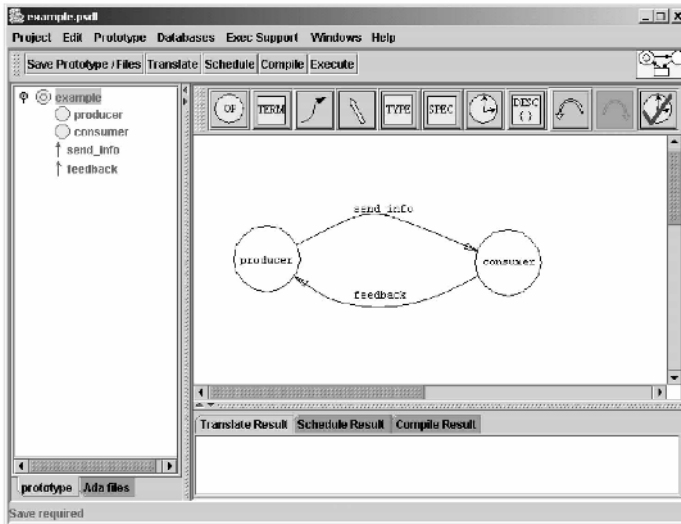 example.psdl
Project Edit Prototype Databases Exec Support Windows Help
Save Prototype / Files Translate Schedule Compile Execute
example
producer
consumer
send_info
feedback
OP TERM TYPE SPEC DESC
( )
send_info
producer
consumer
feedback
Translate Result Schedule Result Compile Result
prototype Ada files
Save required